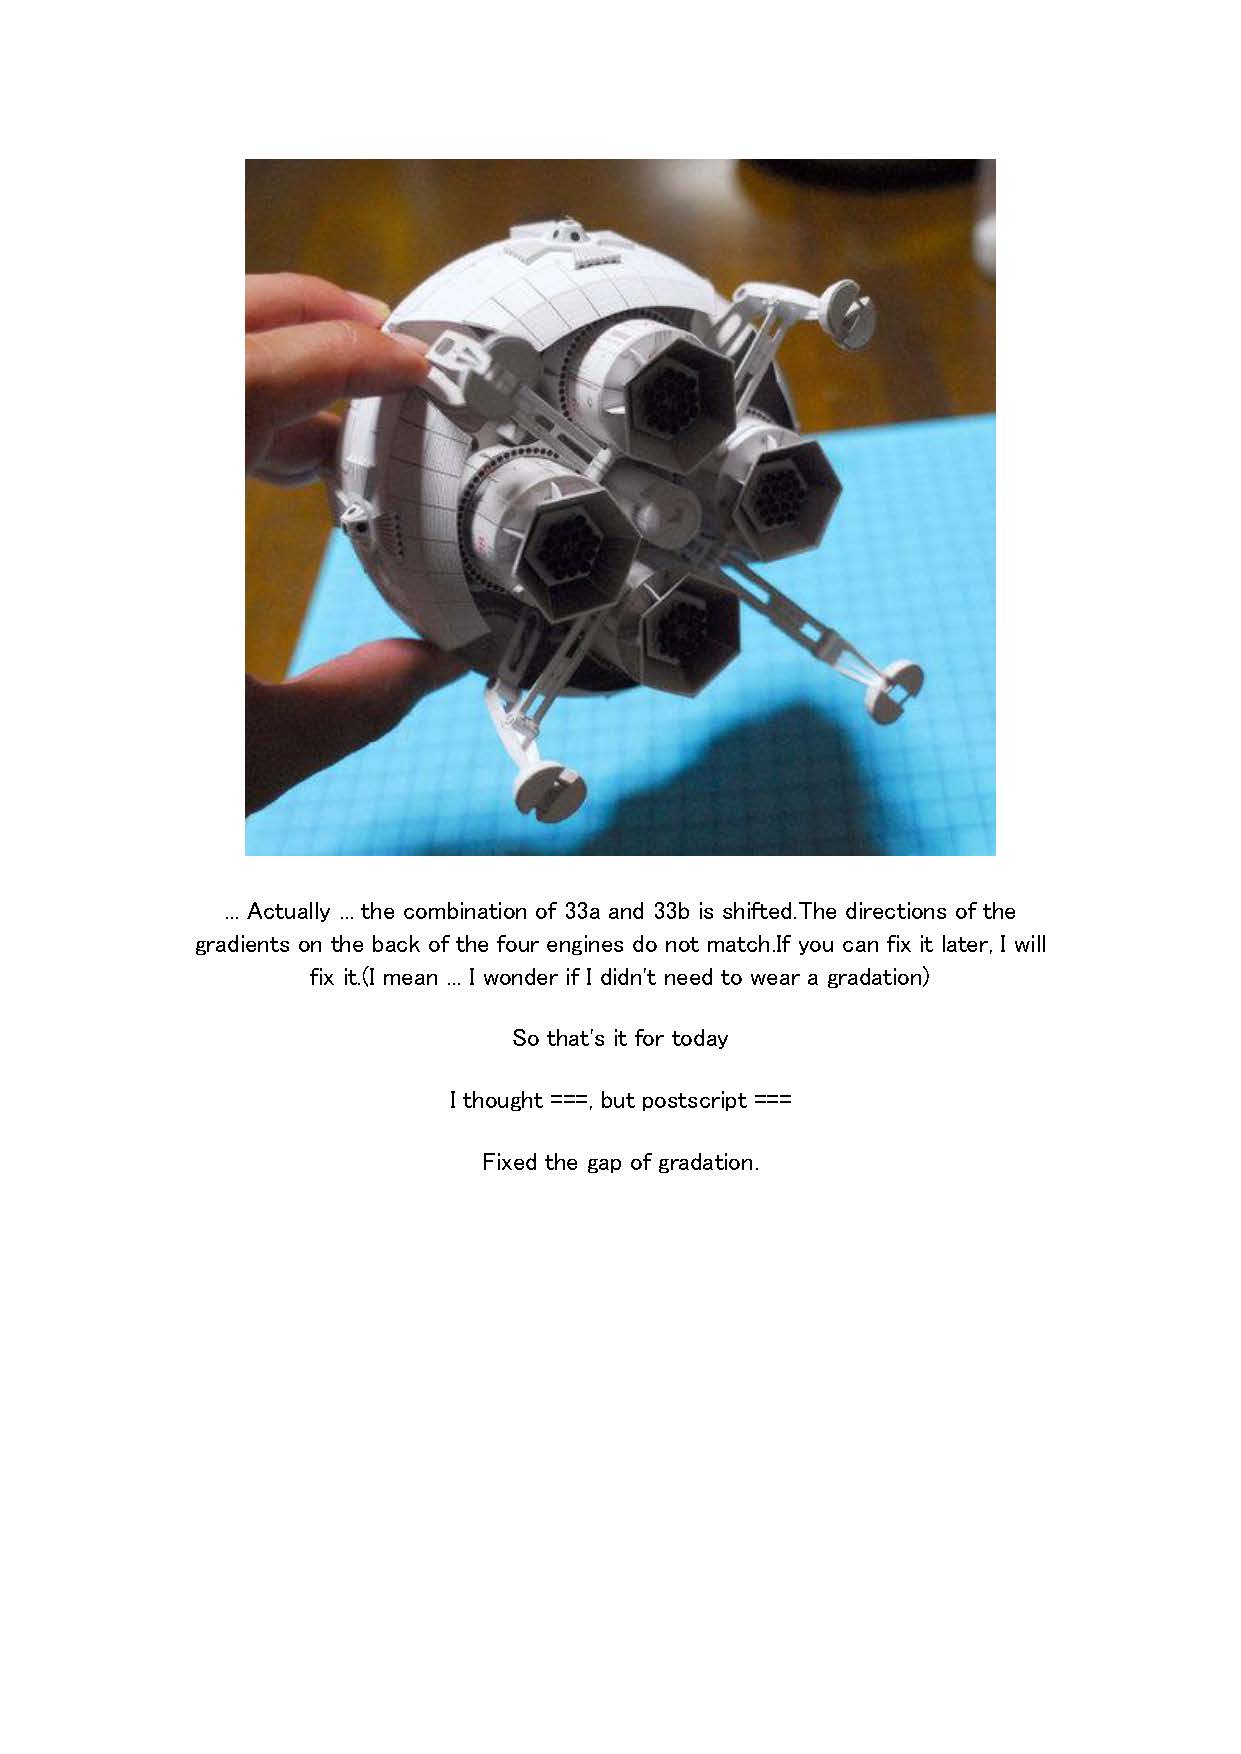 ... Actually ... the combination of 33a and 33b is shifted.The directions of the
gradients on the back of the four engines do not match.If you can fix it later, I will
fix it.(I mean ... I wonder if I didn't need to wear a gradation)
So that's it for today
I thought ===, but postscript ===
Fixed the gap of gradation.